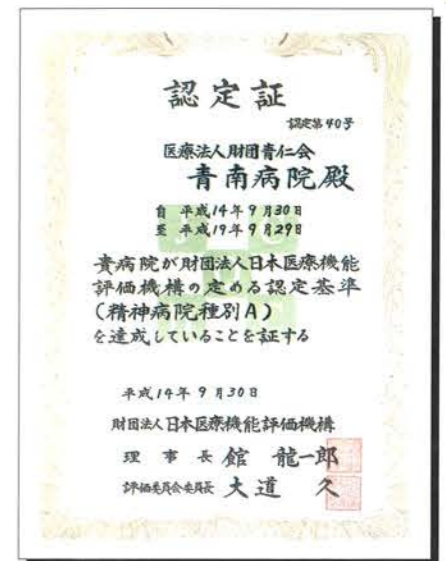 認定証
認定第40号
医療法人財団青仁会
青南病院殿
自 平成14年9月30日
至 平成19年9月29日
貴病院が財団法人日本医療機能
評価機構の定める認定基準
(精神病院種別A)
を達成していることを証する
平成14年9月30日
財団法人日本医療機能評価機構
理事長 舘 龍一郎
評価委員会委員長 大道 久